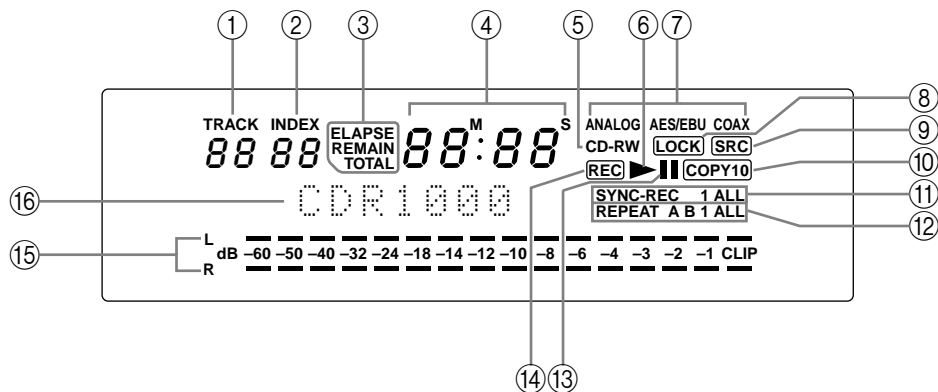 ① ② ③ ④ ⑤ ⑥ ⑦
⑧
TRACK INDEX ELAPSE M S ANALOG AES/EBU COAX
⑨
88 88 REMAIN 88:88 CD-RW LOCK SRC
TOTAL
⑩
REC ▶ ⏸ COPY10
⑪
SYNC-REC 1 ALL
⑯ CDR1000
REPEAT A B 1 ALL
⑫
⑮ L
dB –60 –50 –40 –32 –24 –18 –14 –12 –10 –8 –6 –4 –3 –2 –1 CLIP
R
⑭ ⑬